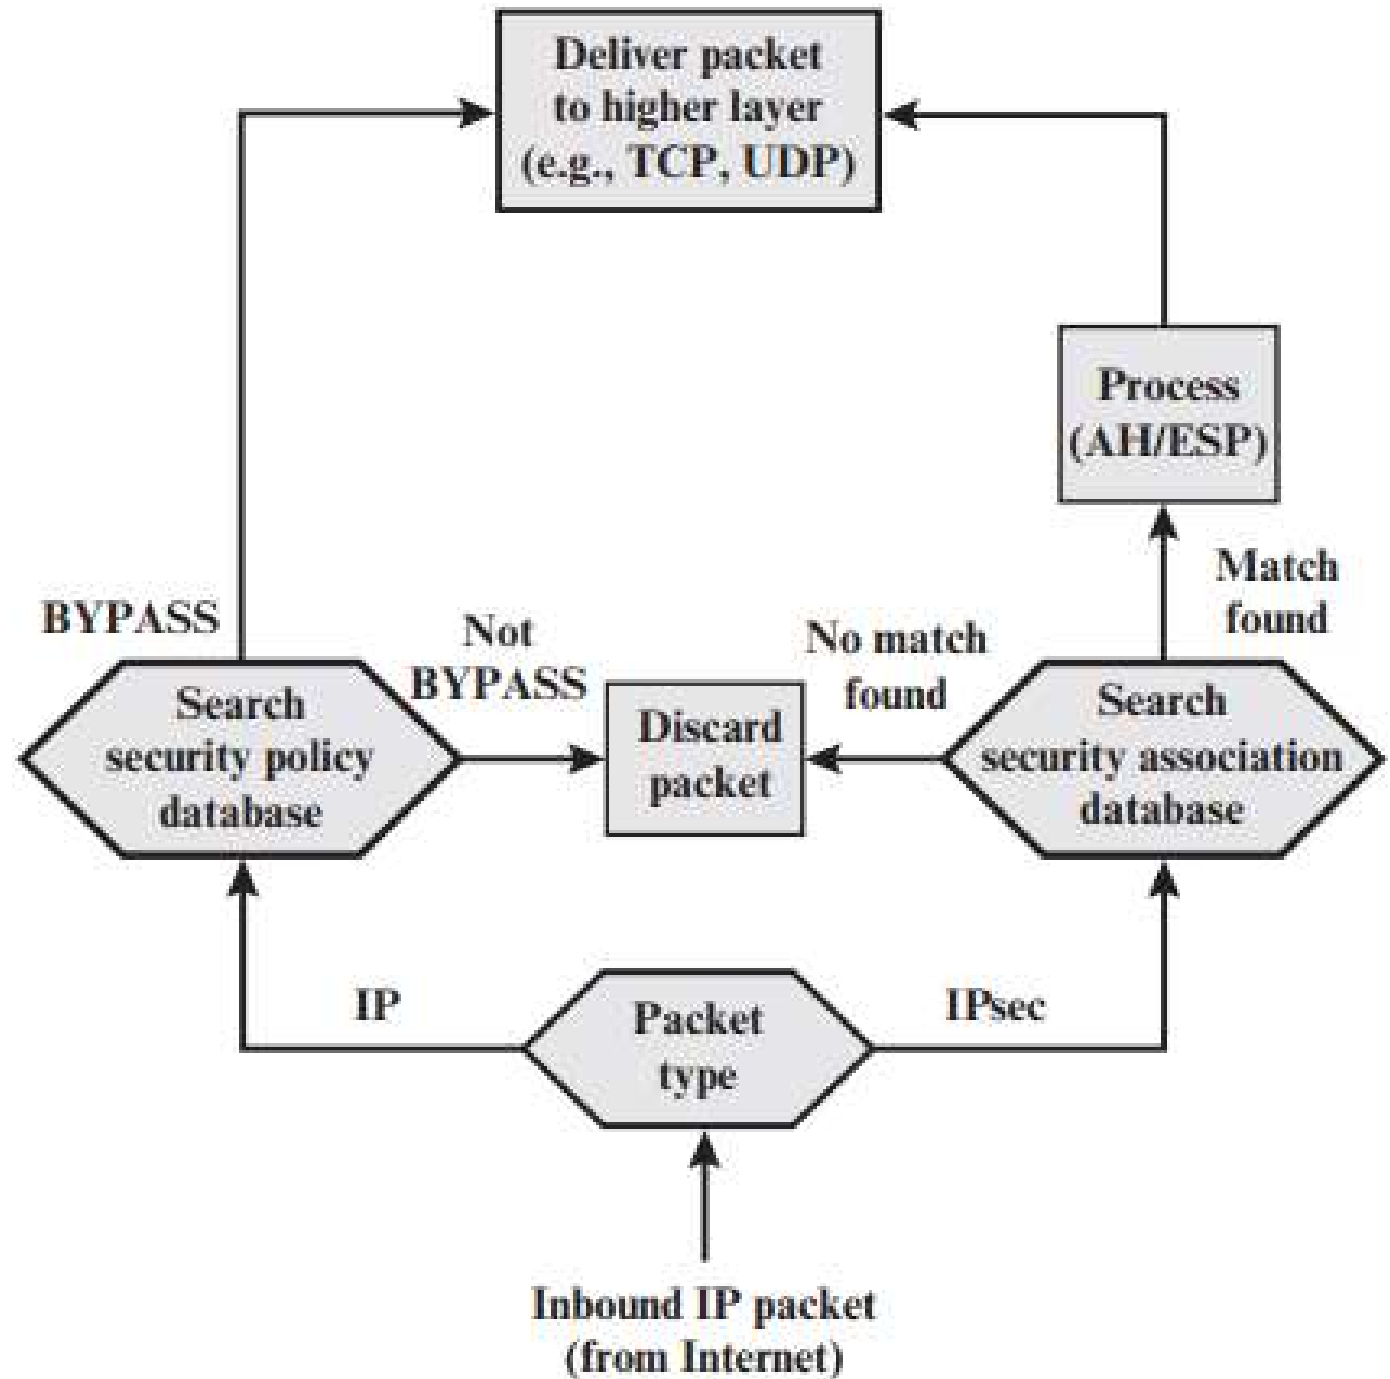 Deliver packet
to higher layer
(e.g., TCP, UDP)
Process
(AH/ESP)
Match
found
BYPASS
Not
BYPASS
No match
found
Search
security policy
database
Discard
packet
Search
security association
database
IP
IPsec
Packet
type
Inbound IP packet
(from Internet)